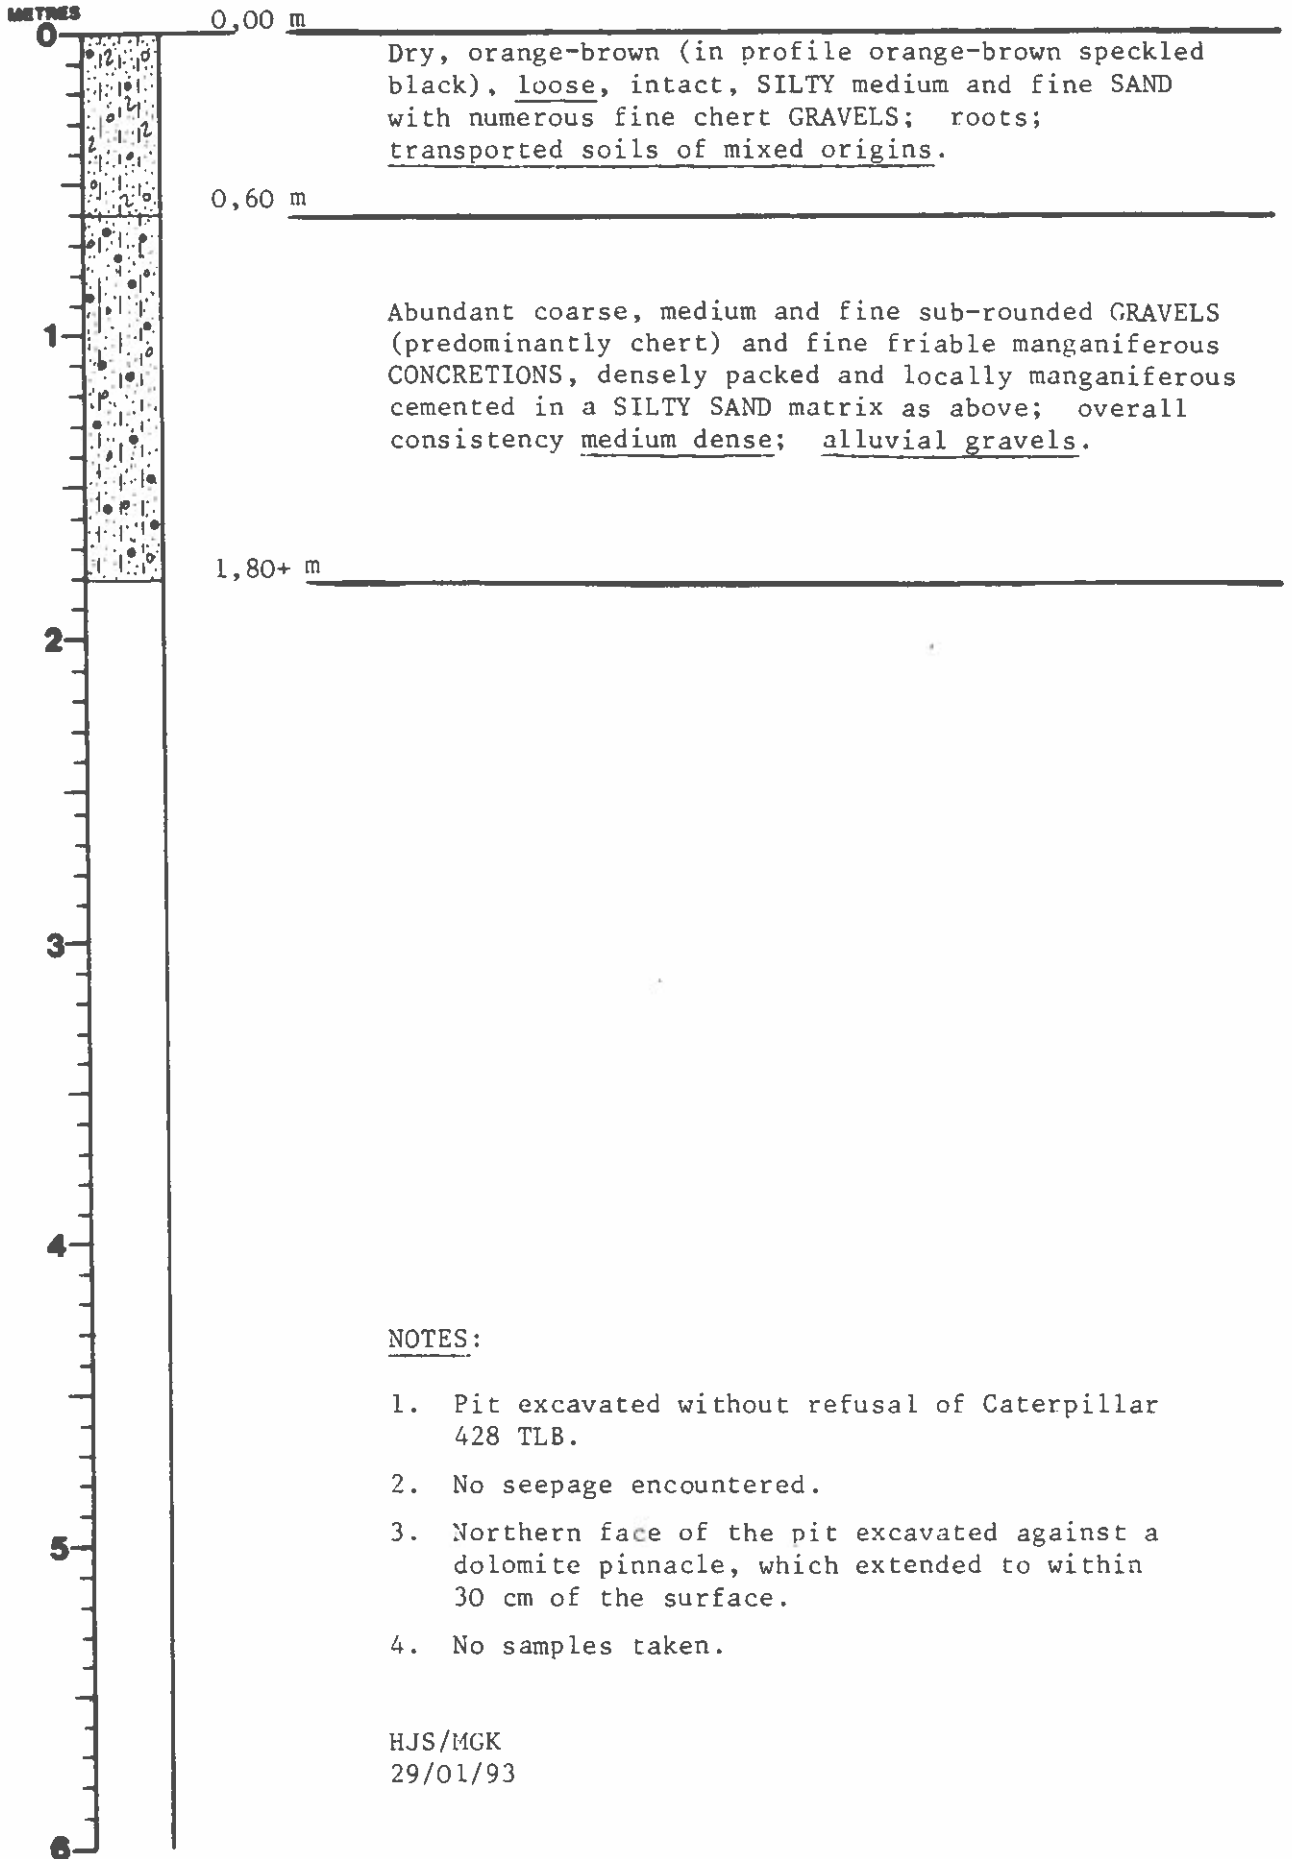 METRES
0
0,00 m
Dry, orange-brown (in profile orange-brown speckled
black), loose, intact, SILTY medium and fine SAND
with numerous fine chert GRAVELS; roots;
transported soils of mixed origins.
0,60 m
1
Abundant coarse, medium and fine sub-rounded GRAVELS
(predominantly chert) and fine friable manganiferous
CONCRETIONS, densely packed and locally manganiferous
cemented in a SILTY SAND matrix as above; overall
consistency medium dense; alluvial gravels.
1,80+ m
2
3
4
NOTES:
1. Pit excavated without refusal of Caterpillar
428 TLB.
2. No seepage encountered.
3. Northern face of the pit excavated against a
dolomite pinnacle, which extended to within
30 cm of the surface.
5
4. No samples taken.
HJS/MGK
29/01/93
6